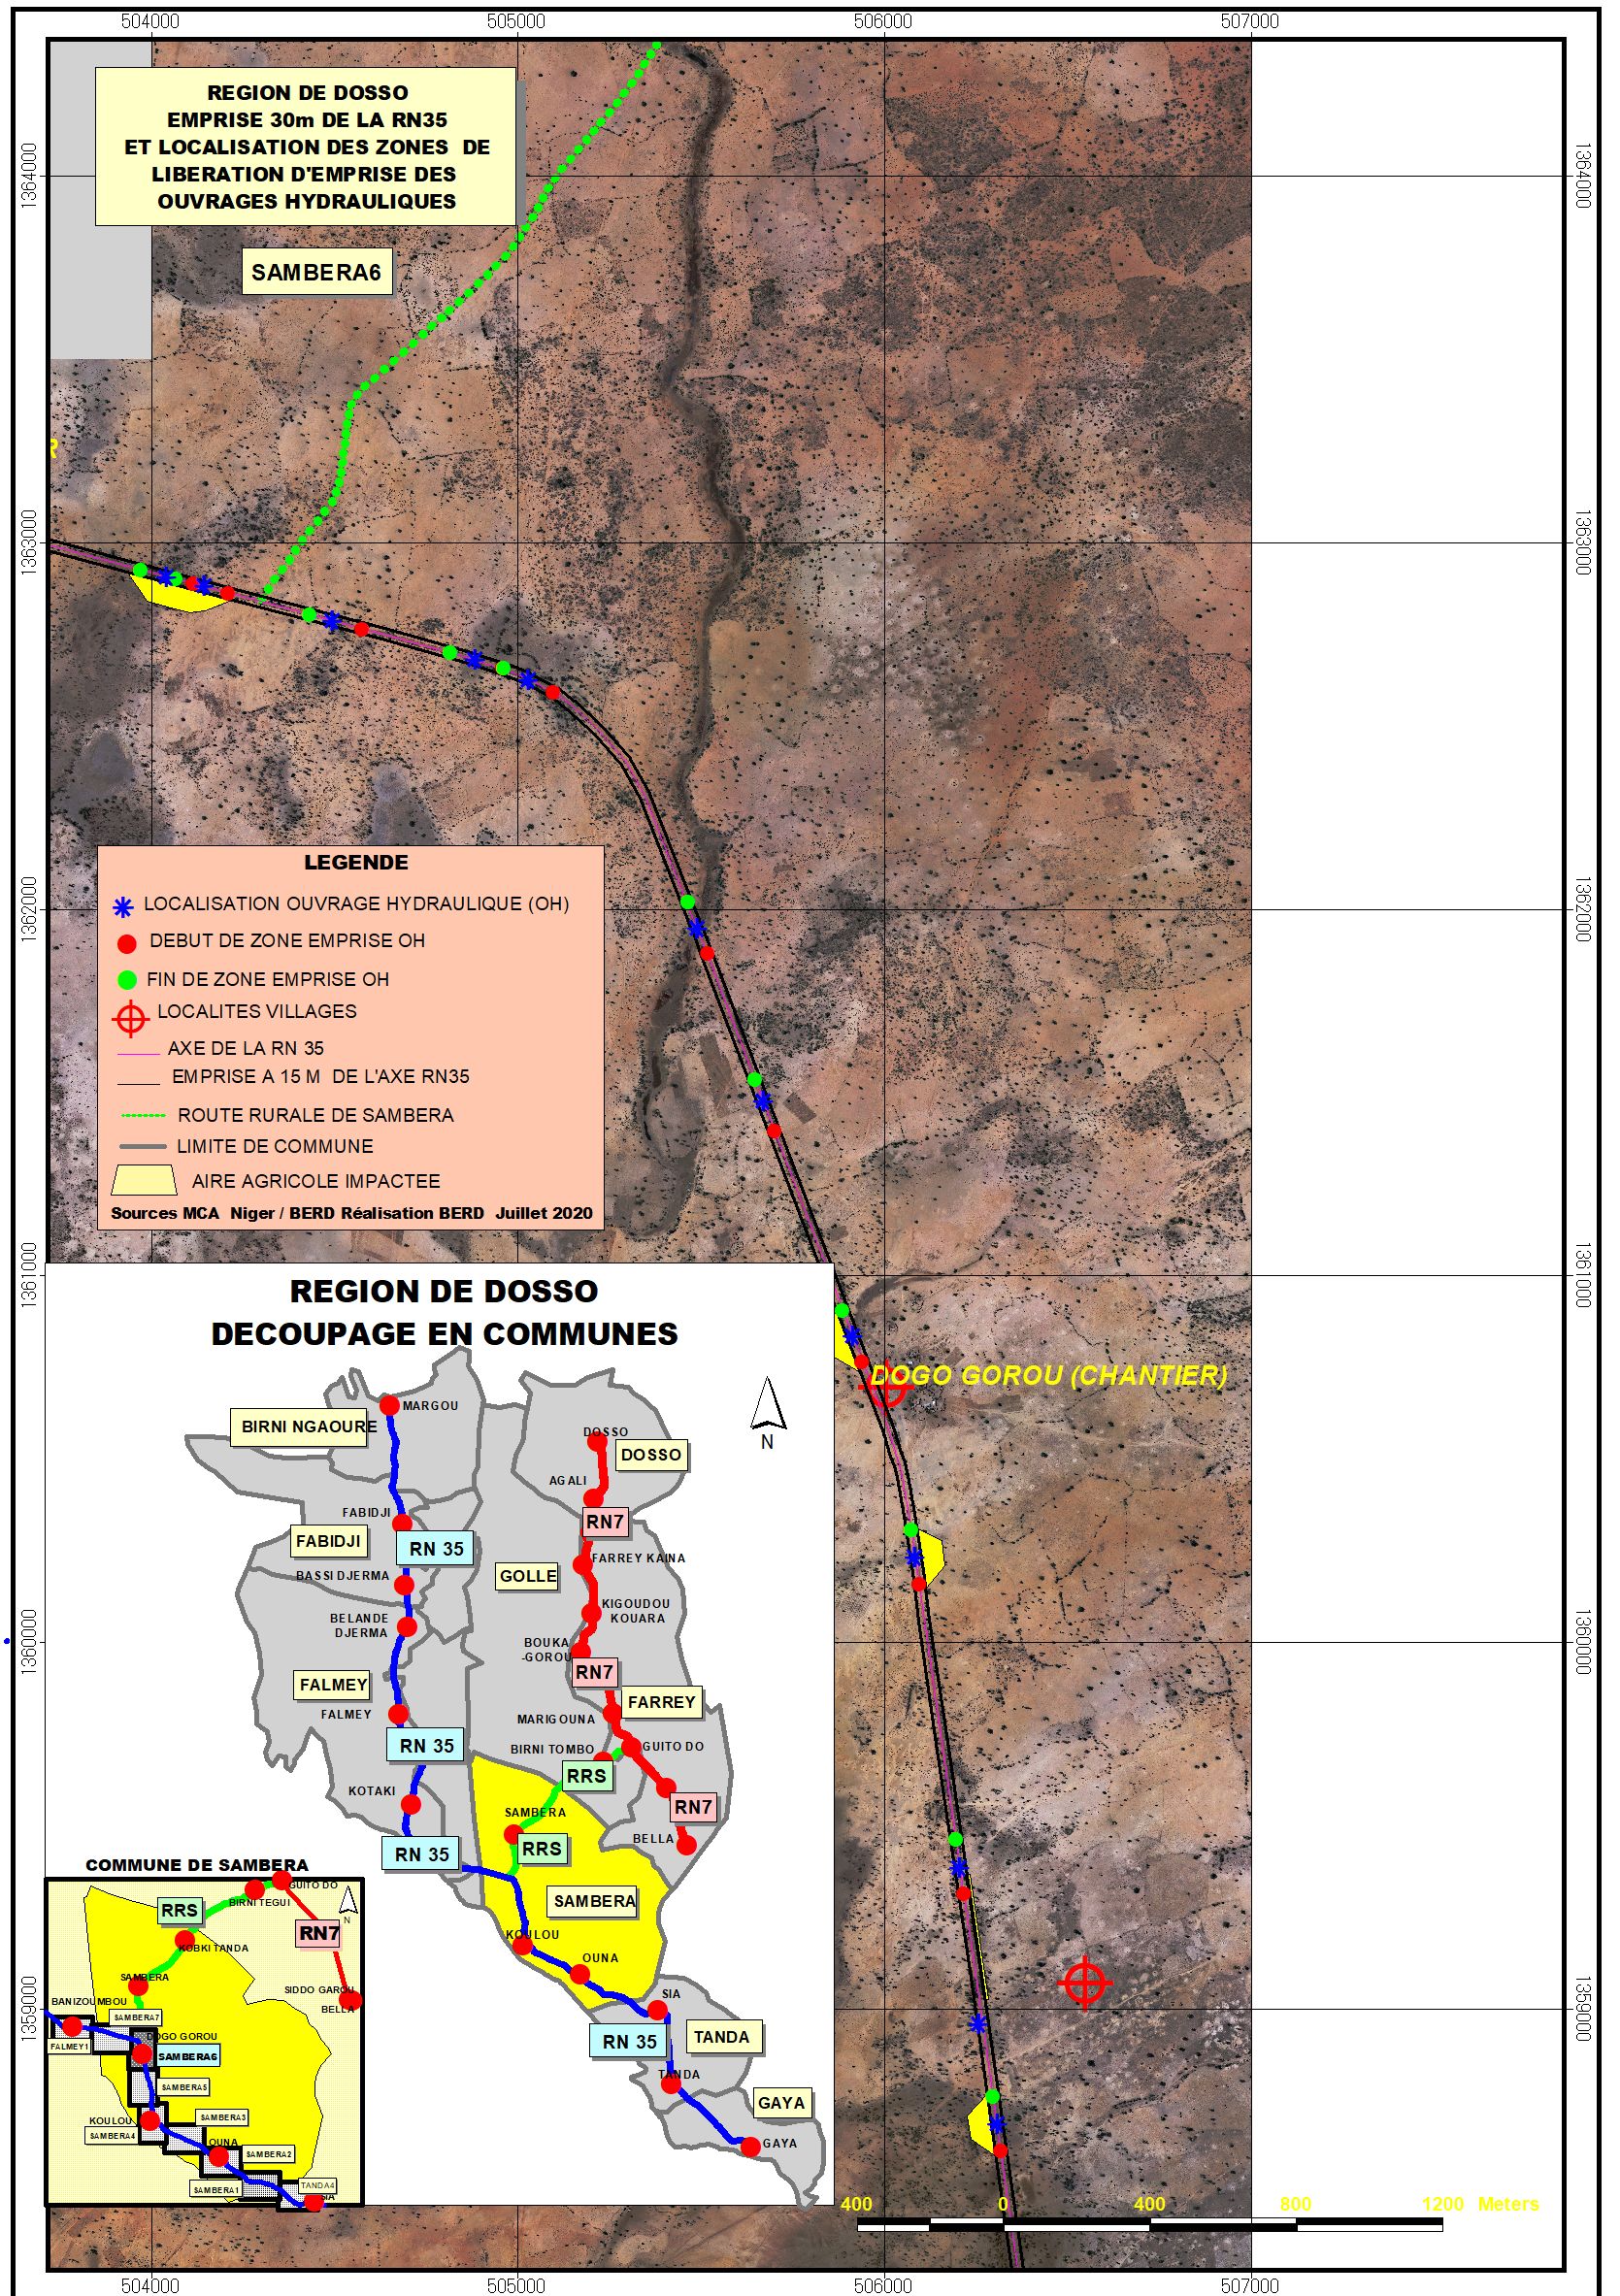 504000
505000
506000
507000
REGION DE DOSSO
EMPRISE 30m DE LA RN35
ET LOCALISATION DES ZONES DE
LIBERATION D'EMPRISE DES
OUVRAGES HYDRAULIQUES
SAMBERA6
1364000
1364000
1363000
1363000
1362000
1362000
1361000
1361000
1360000
1360000
1359000
1359000
R
LEGENDE
LOCALISATION OUVRAGE HYDRAULIQUE (OH)
DEBUT DE ZONE EMPRISE OH
FIN DE ZONE EMPRISE OH
LOCALITES VILLAGES
AXE DE LA RN 35
EMPRISE A 15 M DE L'AXE RN35
ROUTE RURALE DE SAMBERA
LIMITE DE COMMUNE
AIRE AGRICOLE IMPACTEE
Sources MCA Niger / BERD Réalisation BERD Juillet 2020
DOGO GOROU (CHANTIER)
REGION DE DOSSO
DECOUPAGE EN COMMUNES
N
MARGOU
BIRNI NGAOURE
DOSSO
DOSSO
AGALI
RN7
FABIDJI
FABIDJI
RN 35
FARREY KAINA
GOLLE
BASSI DJERMA
KIGOUDOU
KOUARA
BELANDE
DJERMA
BOUKA
-GOROU
RN7
FALMEY
FARREY
FALMEY
MARIGOUNA
RN 35
BIRNI TOMBO
GUITO DO
RRS
KOTAKI
RN7
SAMBERA
BELLA
RN 35
RRS
SAMBERA
KOULOU
OUNA
SIA
RN 35
TANDA
TANDA
GAYA
GAYA
COMMUNE DE SAMBERA
GUITO DO
BIRNI TEGUI
N
RRS
RN7
KOBKI TANDA
SAMBERA
SIDDO GAROU
BELLA
BANIZOUMBOU
SAMBERA7
DOGO GOROU
FALMEY1
SAMBERA6
SAMBERA5
KOULOU
SAMBERA3
SAMBERA4
OUNA
SAMBERA2
SAMBERA1
TANDA4
SIA
400 0 400 800 1200 Meters
504000
505000
506000
507000